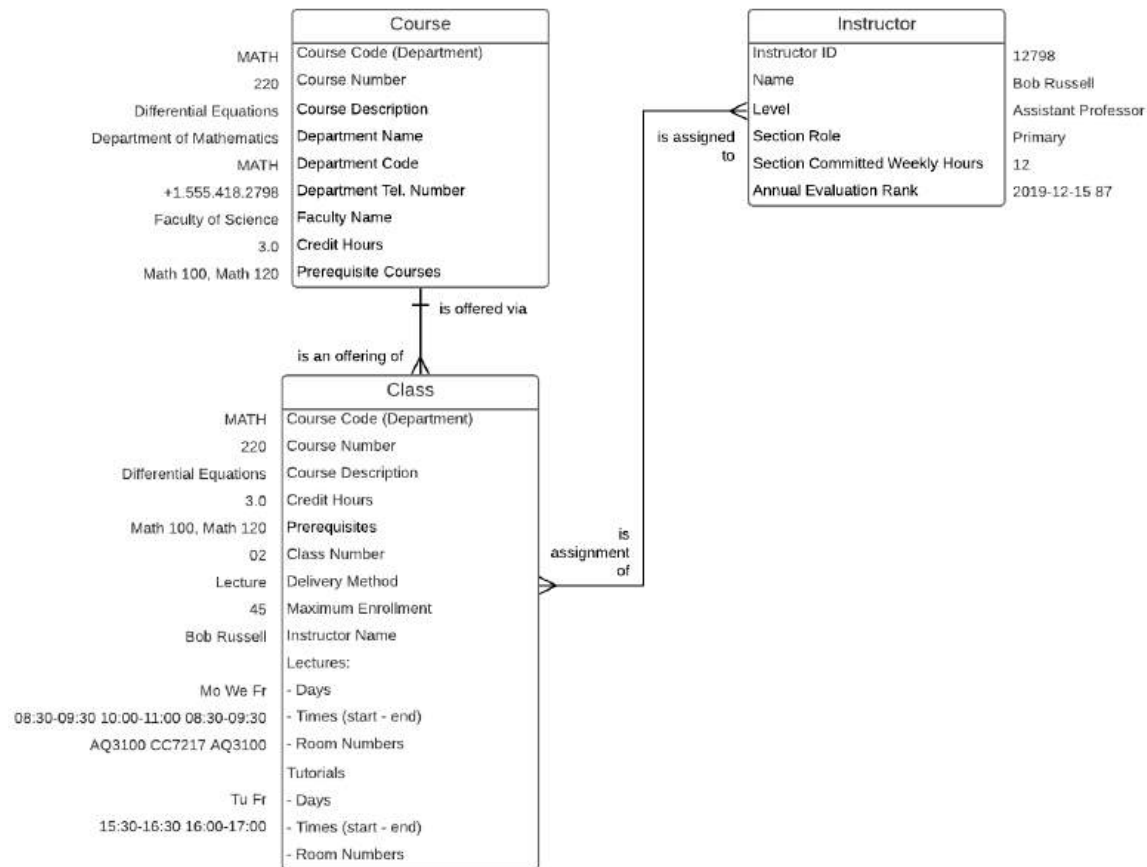 Course
MATH Course Code (Department)
220 Course Number
Differential Equations Course Description
Department of Mathematics Department Name
MATH Department Code
+1.555.418.2798 Department Tel. Number
Faculty of Science Faculty Name
3.0 Credit Hours
Math 100, Math 120 Prerequisite Courses
is offered via
is an offering of
Instructor
Instructor ID 12798
Name Bob Russell
Level Assistant Professor
Section Role Primary
Section Committed Weekly Hours 12
Annual Evaluation Rank 2019-12-15 87
is assigned
to
is
assignment
of
Class
MATH Course Code (Department)
220 Course Number
Differential Equations Course Description
3.0 Credit Hours
Math 100, Math 120 Prerequisites
02 Class Number
Lecture Delivery Method
45 Maximum Enrollment
Bob Russell Instructor Name
Lectures:
Mo We Fr - Days
08:30-09:30 10:00-11:00 08:30-09:30 - Times (start - end)
AQ3100 CC7217 AQ3100 - Room Numbers
Tutorials
Tu Fr - Days
15:30-16:30 16:00-17:00 - Times (start - end)
- Room Numbers